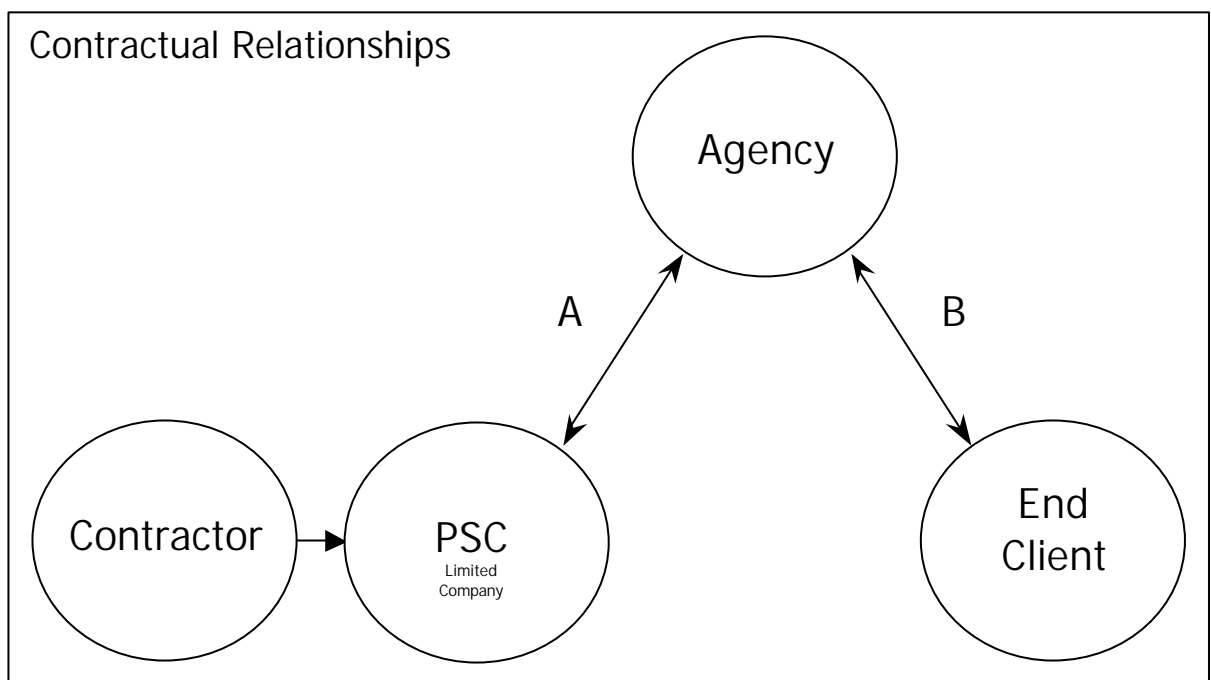 Contractual Relationships
Agency
A
B
Contractor
PSC
Limited
Company
End
Client